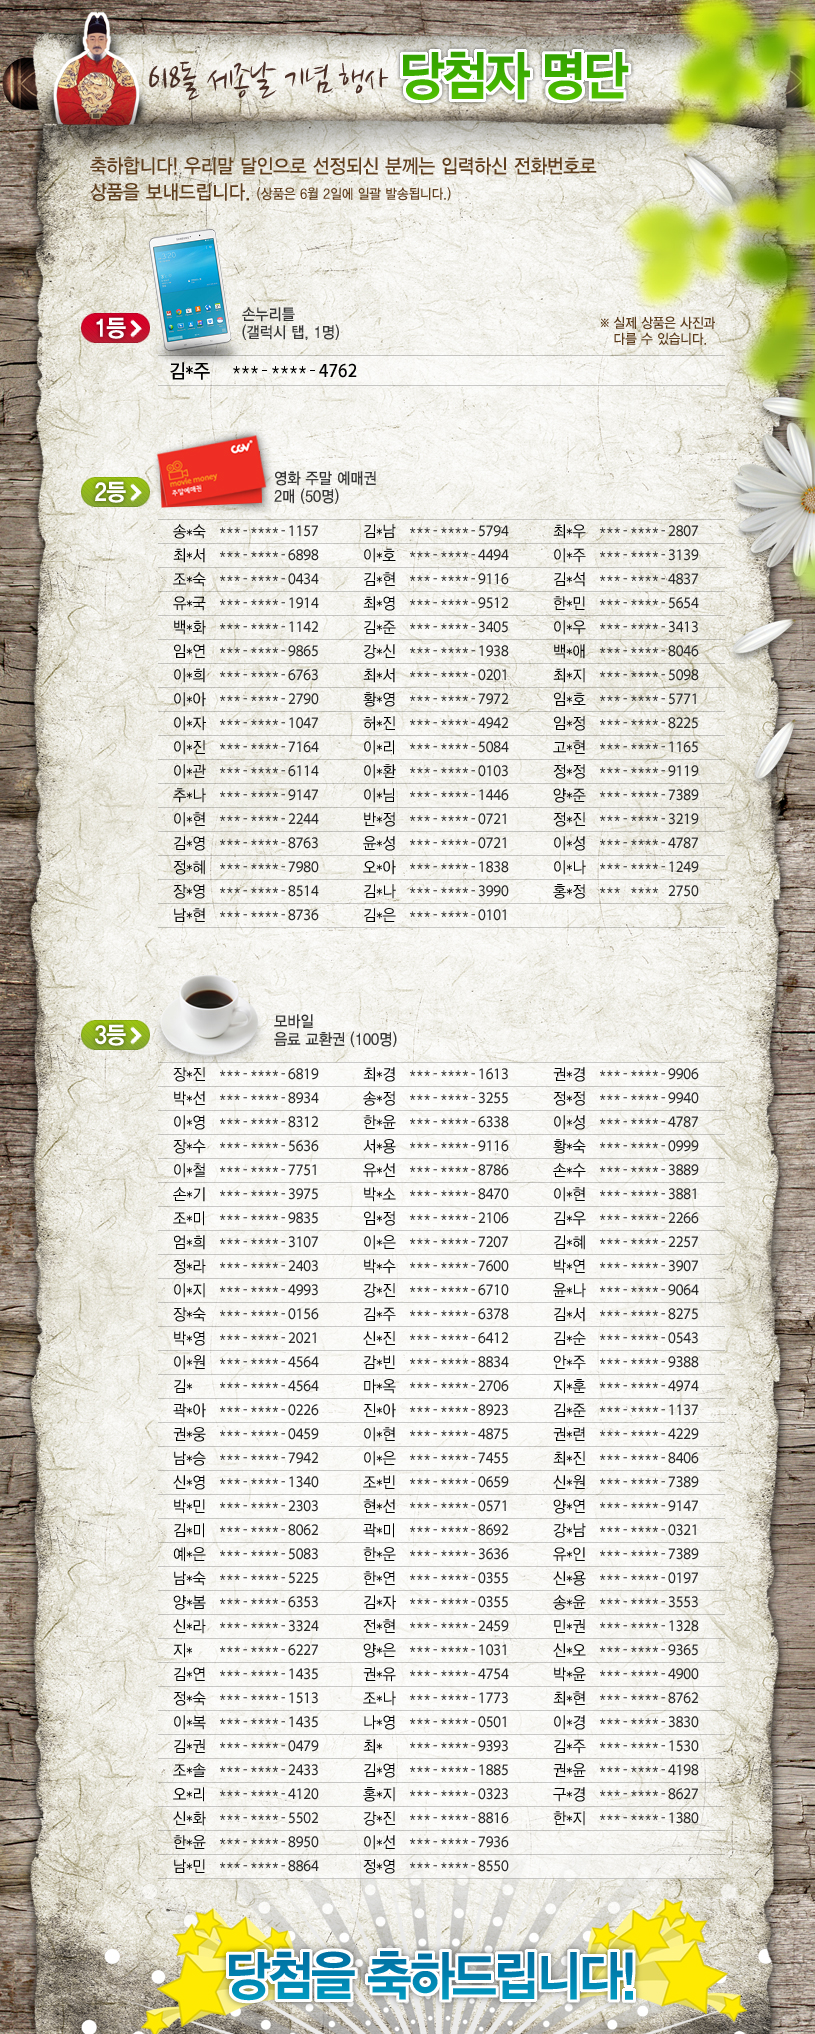 618돌 세종날 기념 행사 당첨자 명단
축하합니다! 우리말 달인으로 선정되신 분께는 입력하신 전화번호로
상품을 보내드립니다. (상품은 6월 2일에 일괄 발송됩니다.)
1등
손누리틀
(갤럭시 탭, 1명)
※ 실제 상품은 사진과
다를 수 있습니다.
김*주 ***-****-4762
CGV
movie money
주말예매권
2등
영화 주말 예매권
2매 (50명)
송*숙 ***-****-1157 김*남 ***-****-5794 최*우 ***-****-2807
최*서 ***-****-6898 이*호 ***-****-4494 이*주 ***-****-3139
조*숙 ***-****-0434 김*현 ***-****-9116 김*석 ***-****-4837
유*국 ***-****-1914 최*영 ***-****-9512 한*민 ***-****-5654
백*화 ***-****-1142 김*준 ***-****-3405 이*우 ***-****-3413
임*연 ***-****-9865 강*신 ***-****-1938 백*애 ***-****-8046
이*희 ***-****-6763 최*서 ***-****-0201 최*지 ***-****-5098
이*아 ***-****-2790 황*영 ***-****-7972 임*호 ***-****-5771
이*자 ***-****-1047 허*진 ***-****-4942 임*정 ***-****-8225
이*진 ***-****-7164 이*리 ***-****-5084 고*현 ***-****-1165
이*관 ***-****-6114 이*환 ***-****-0103 정*정 ***-****-9119
추*나 ***-****-9147 이*님 ***-****-1446 양*준 ***-****-7389
이*현 ***-****-2244 반*정 ***-****-0721 정*진 ***-****-3219
김*영 ***-****-8763 윤*성 ***-****-0721 이*성 ***-****-4787
정*혜 ***-****-7980 오*아 ***-****-1838 이*나 ***-****-1249
장*영 ***-****-8514 김*나 ***-****-3990 홍*정 *** **** 2750
남*현 ***-****-8736 김*은 ***-****-0101
3등
모바일
음료 교환권 (100명)
장*진 ***-****-6819 최*경 ***-****-1613 권*경 ***-****-9906
박*선 ***-****-8934 송*정 ***-****-3255 정*정 ***-****-9940
이*영 ***-****-8312 한*윤 ***-****-6338 이*성 ***-****-4787
장*수 ***-****-5636 서*용 ***-****-9116 황*숙 ***-****-0999
이*철 ***-****-7751 유*선 ***-****-8786 손*수 ***-****-3889
손*기 ***-****-3975 박*소 ***-****-8470 이*현 ***-****-3881
조*미 ***-****-9835 임*정 ***-****-2106 김*우 ***-****-2266
엄*희 ***-****-3107 이*은 ***-****-7207 김*혜 ***-****-2257
정*라 ***-****-2403 박*수 ***-****-7600 박*연 ***-****-3907
이*지 ***-****-4993 강*진 ***-****-6710 윤*나 ***-****-9064
장*숙 ***-****-0156 김*주 ***-****-6378 김*서 ***-****-8275
박*영 ***-****-2021 신*진 ***-****-6412 김*순 ***-****-0543
이*원 ***-****-4564 감*빈 ***-****-8834 안*주 ***-****-9388
김* ***-****-4564 마*옥 ***-****-2706 지*훈 ***-****-4974
곽*아 ***-****-0226 진*아 ***-****-8923 김*준 ***-****-1137
권*웅 ***-****-0459 이*현 ***-****-4875 권*련 ***-****-4229
남*승 ***-****-7942 이*은 ***-****-7455 최*진 ***-****-8406
신*영 ***-****-1340 조*빈 ***-****-0659 신*원 ***-****-7389
박*민 ***-****-2303 현*선 ***-****-0571 양*연 ***-****-9147
김*미 ***-****-8062 곽*미 ***-****-8692 강*남 ***-****-0321
예*은 ***-****-5083 한*운 ***-****-3636 유*인 ***-****-7389
남*숙 ***-****-5225 한*연 ***-****-0355 신*용 ***-****-0197
양*봄 ***-****-6353 김*자 ***-****-0355 송*윤 ***-****-3553
신*라 ***-****-3324 전*현 ***-****-2459 민*권 ***-****-1328
지* ***-****-6227 양*은 ***-****-1031 신*오 ***-****-9365
김*연 ***-****-1435 권*유 ***-****-4754 박*윤 ***-****-4900
정*숙 ***-****-1513 조*나 ***-****-1773 최*현 ***-****-8762
이*복 ***-****-1435 나*영 ***-****-0501 이*경 ***-****-3830
김*권 ***-****-0479 최* ***-****-9393 김*주 ***-****-1530
조*솔 ***-****-2433 김*영 ***-****-1885 권*윤 ***-****-4198
오*리 ***-****-4120 홍*지 ***-****-0323 구*경 ***-****-8627
신*화 ***-****-5502 강*진 ***-****-8816 한*지 ***-****-1380
한*윤 ***-****-8950 이*선 ***-****-7936
남*민 ***-****-8864 정*영 ***-****-8550
당첨을 축하드립니다!